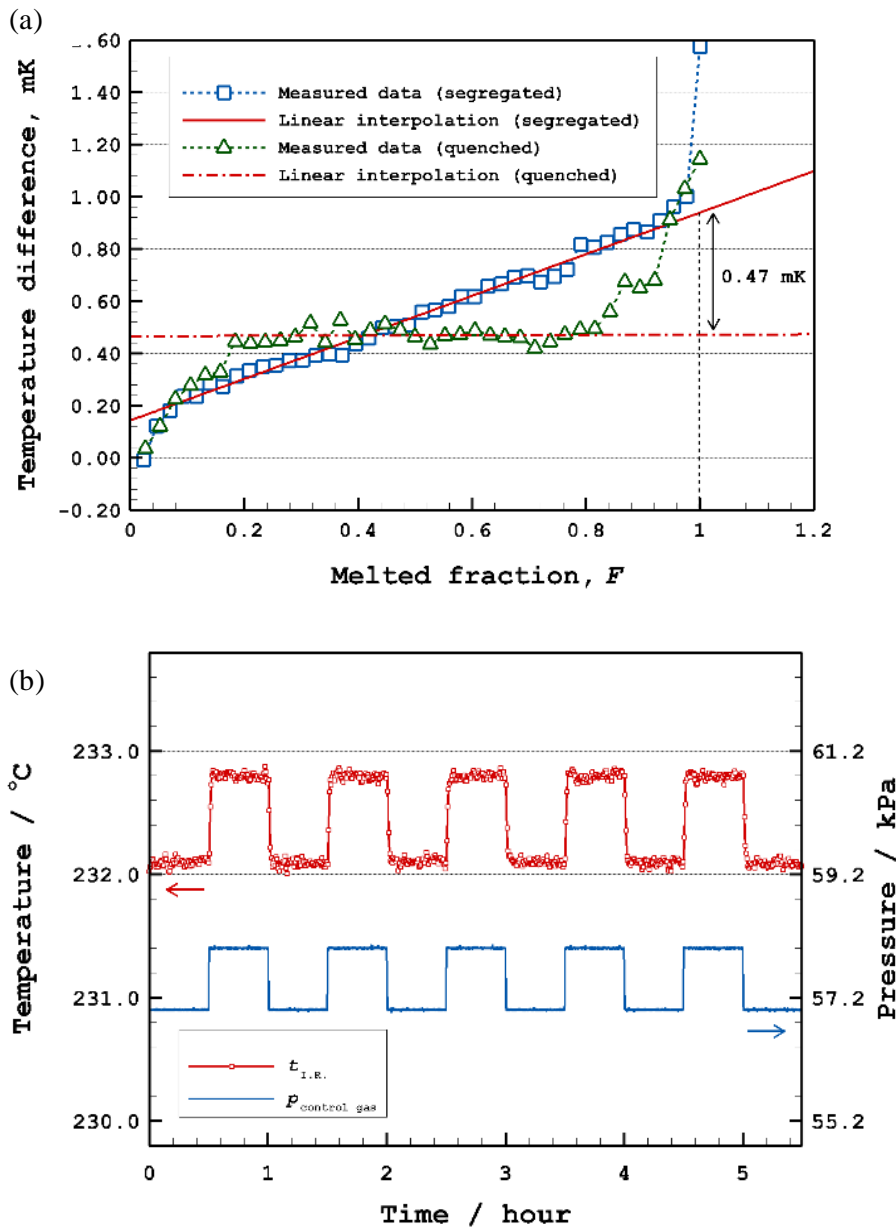 (a)
1.40
1.20
1.00
0.80
0.60
0.40
0.20
0.00
-0.20
Temperature difference, mK
Measured data (segregated)
Linear interpolation (segregated)
Measured data (quenched)
Linear interpolation (quenched)
0.47 mK
0 0.2 0.4 0.6 0.8 1 1.2
Melted fraction, F
(b)
233.0
232.0
231.0
230.0
Temperature / °C
61.2
59.2
57.2
55.2
Pressure / kPa
t I.R.
p control gas
0 1 2 3 4 5
Time / hour